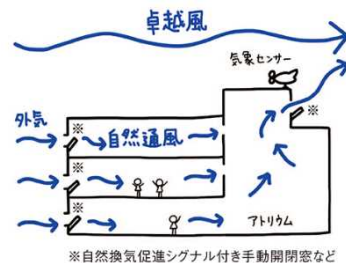 卓越風
気象センサー
※
外気
※
自然通風
※
※
アトリウム
※自然換気促進シグナル付き手動開閉窓など